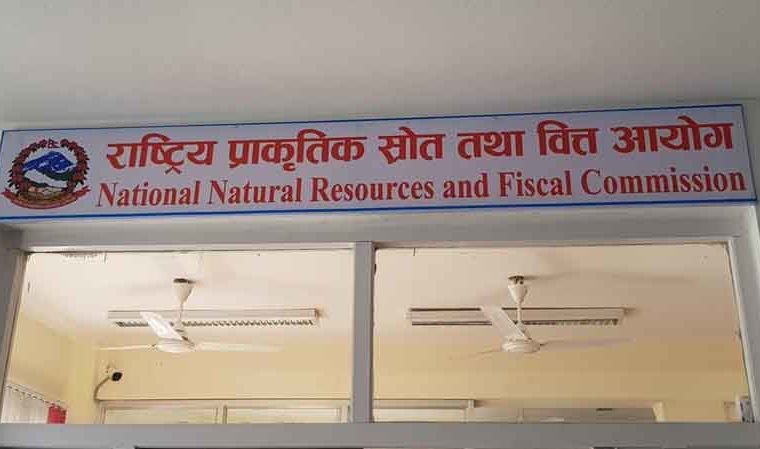 राष्ट्रिय प्राकृतिक स्रोत तथा वित्त आयोग
National Natural Resources and Fiscal Commission